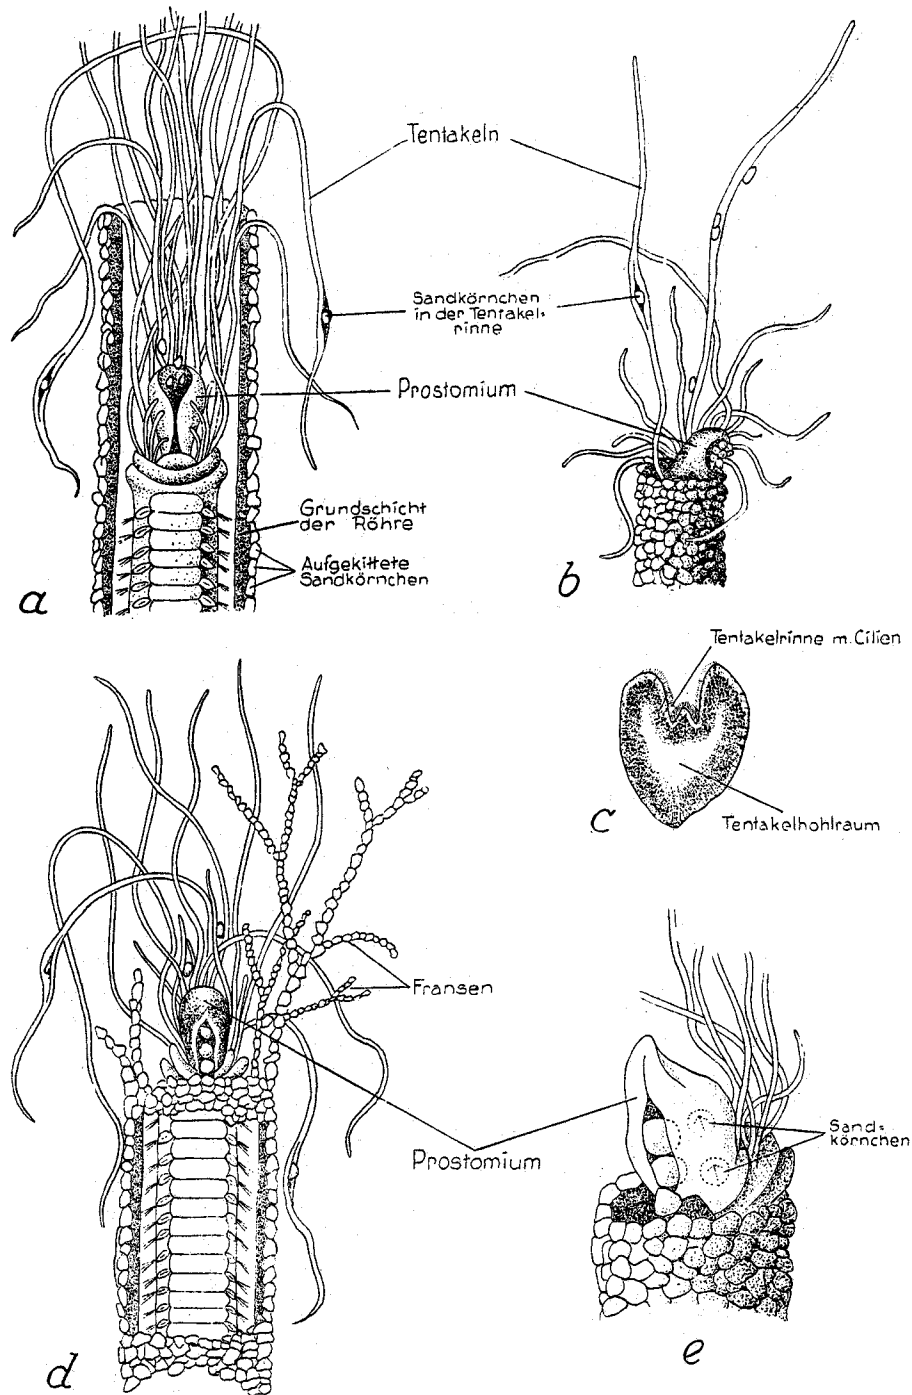 Tentakeln
Sandkörnchen
in der Tentakel-
rinne
Prostomium
Grundschicht
der Röhre
Aufgekittete
Sandkörnchen
a
b
Tentakelrinne m. Cilien
c
Tentakelhohlraum
Fransen
Prostomium
Sand-
körnchen
d
e